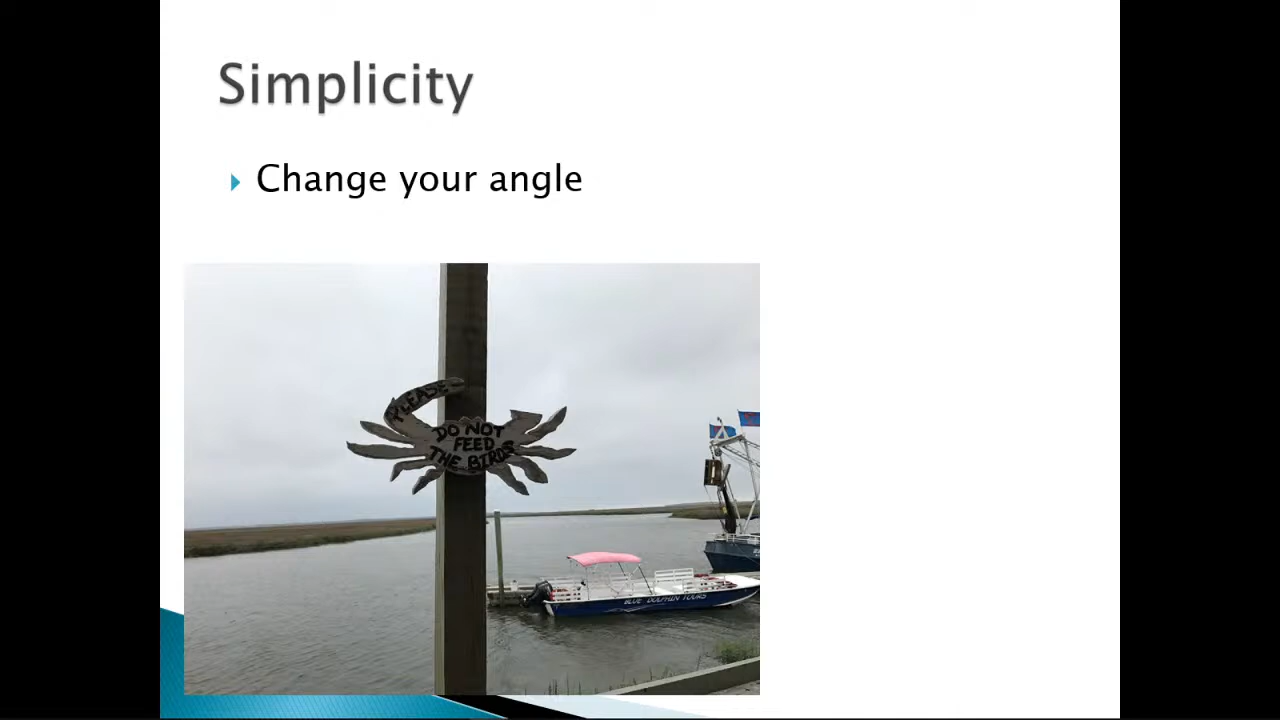 Simplicity
Change your angle
PLEASE
DO NOT
FEED
THE BIRDS
BLUE DOLPHIN TOURS